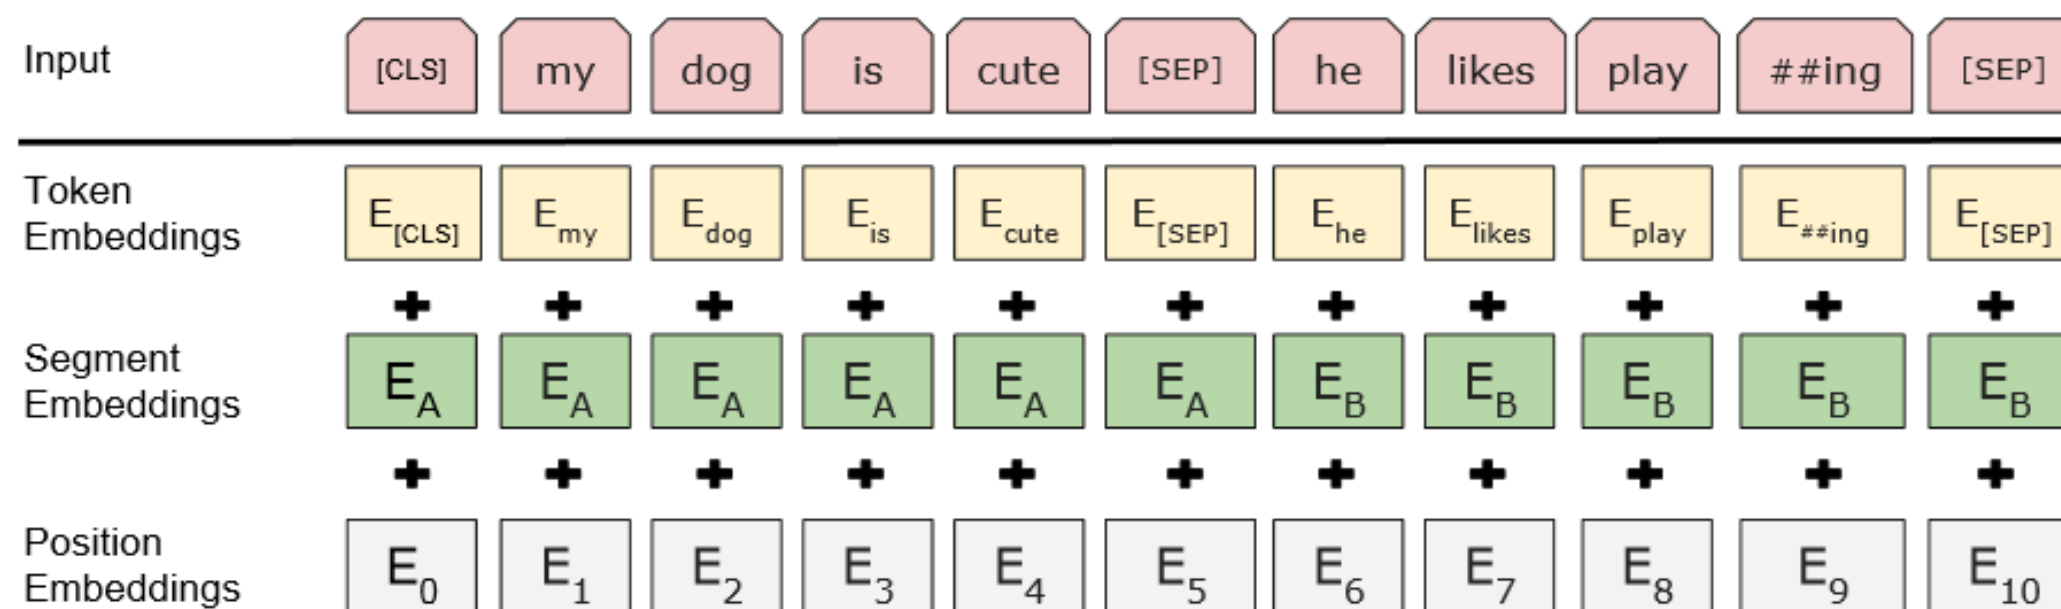 Input [CLS] my dog is cute [SEP] he likes play ##ing [SEP]
Token
Embeddings E[CLS] Emy Edog Eis Ecute E[SEP] Ehe Elikes Eplay E##ing E[SEP]
+ + + + + + + + + + +
Segment
Embeddings EA EA EA EA EA EA EB EB EB EB EB
+ + + + + + + + + + +
Position
Embeddings E0 E1 E2 E3 E4 E5 E6 E7 E8 E9 E10